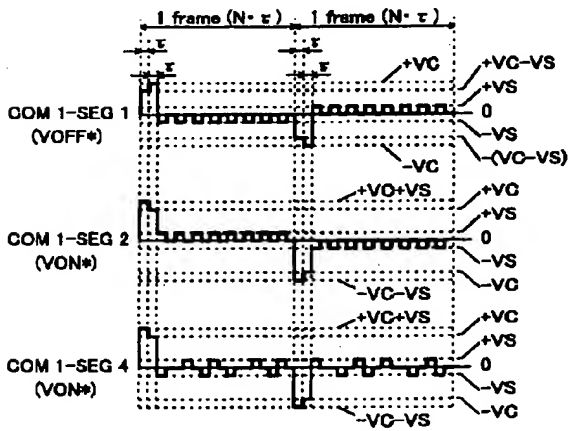 1 frame (N・τ) 1 frame (N・τ)
τ τ
τ τ
+VC +VC-VS
+VS
COM 1-SEG 1 0
(VOFF*) -VS
-VC -(VC-VS)
+VO+VS +VC
+VS
COM 1-SEG 2 0
(VON*) -VS
-VC
-VC-VS
+VC+VS +VC
+VS
COM 1-SEG 4 0
(VON*) -VS
-VC
-VC-VS